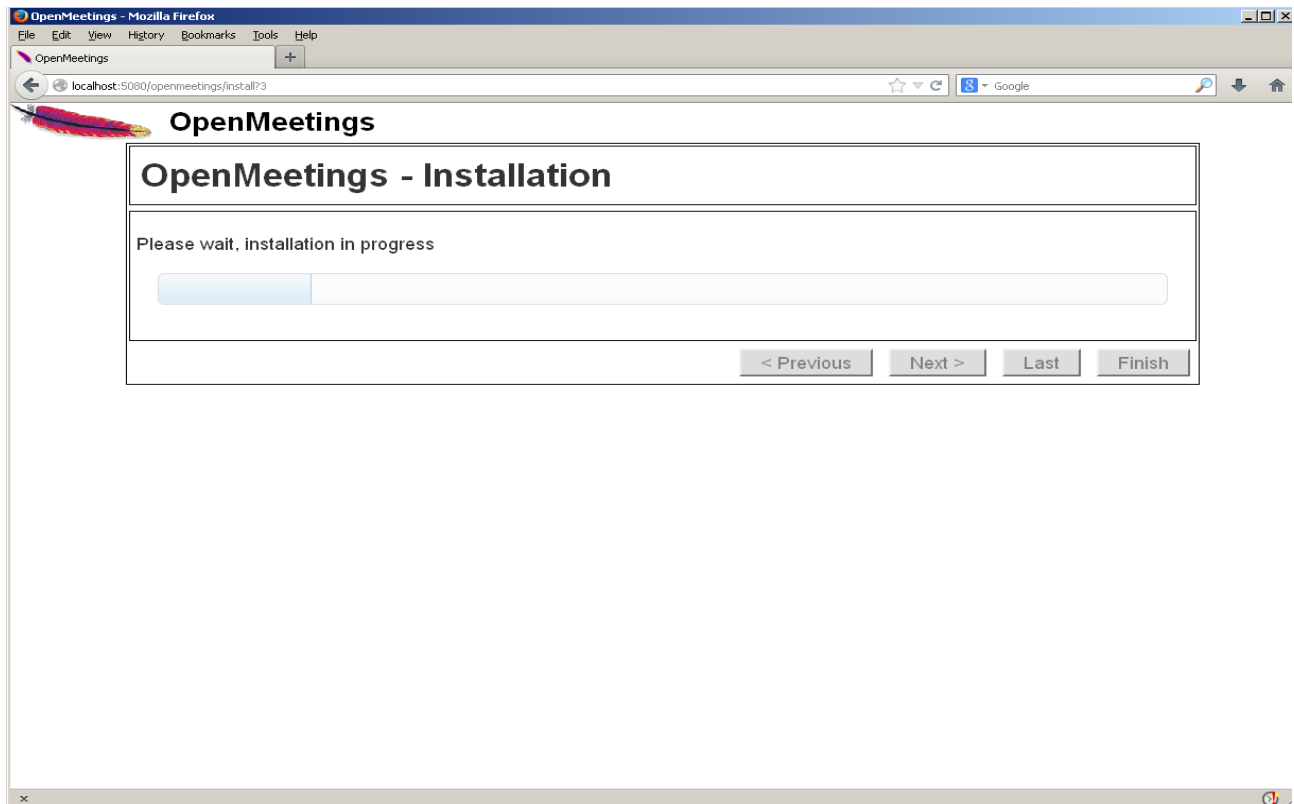 OpenMeetings - Mozilla Firefox
File Edit View History Bookmarks Tools Help
OpenMeetings
localhost:5080/openmeetings/install?3
8 Google
OpenMeetings
OpenMeetings - Installation
Please wait, installation in progress
< Previous Next > Last Finish